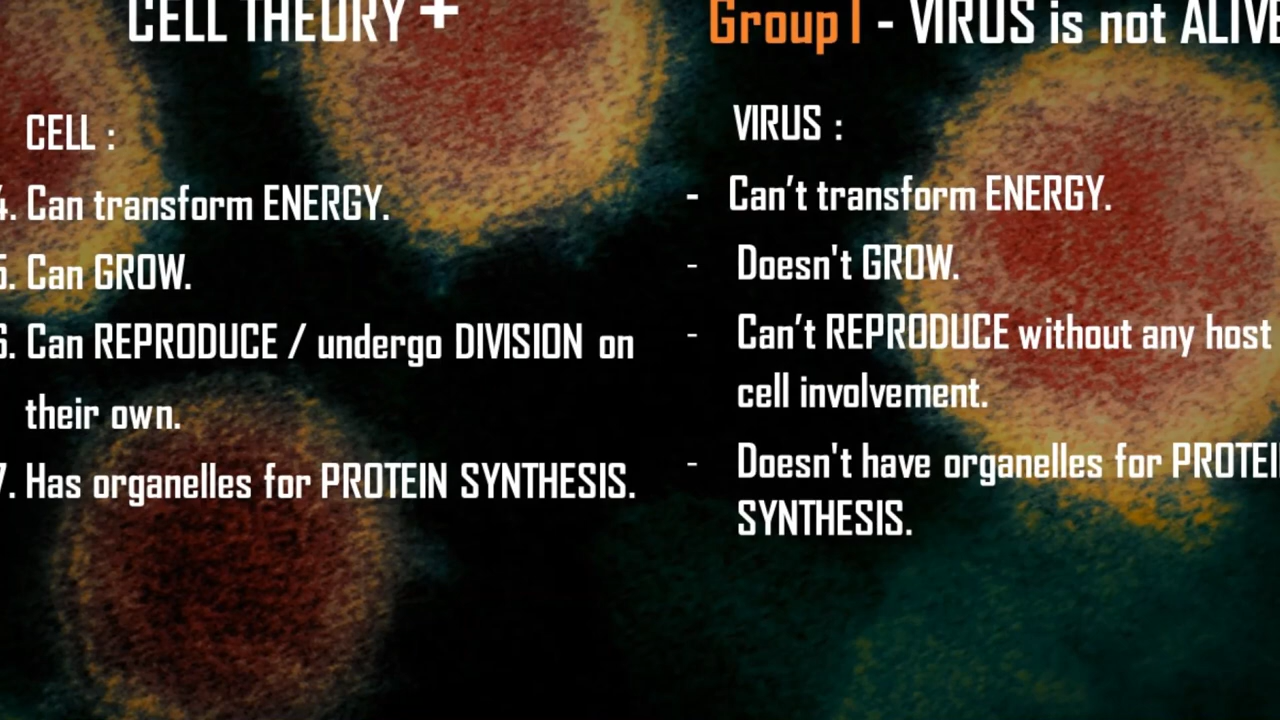 CELL THEORY +
CELL :
4. Can transform ENERGY.
5. Can GROW.
6. Can REPRODUCE / undergo DIVISION on
their own.
7. Has organelles for PROTEIN SYNTHESIS.
Group I - VIRUS is not ALIVE
VIRUS :
- Can’t transform ENERGY.
- Doesn't GROW.
- Can’t REPRODUCE without any host
cell involvement.
- Doesn't have organelles for PROTEI
SYNTHESIS.